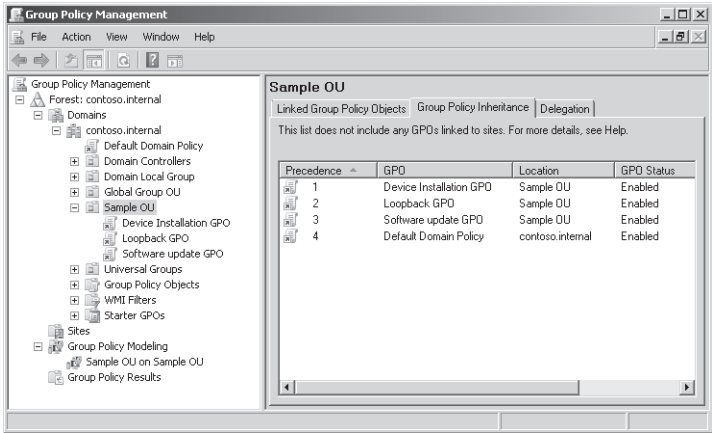 Group Policy Management
File Action View Window Help
Group Policy Management
Forest: contoso.internal
Domains
contoso.internal
Default Domain Policy
Domain Controllers
Domain Local Group
Global Group OU
Sample OU
Device Installation GPO
Loopback GPO
Software update GPO
Universal Groups
Group Policy Objects
WMI Filters
Starter GPOs
Sites
Group Policy Modeling
Sample OU on Sample OU
Group Policy Results
Sample OU
Linked Group Policy Objects Group Policy Inheritance Delegation
This list does not include any GPOs linked to sites. For more details, see Help.
Precedence GPO Location GPO Status
1 Device Installation GPO Sample OU Enabled
2 Loopback GPO Sample OU Enabled
3 Software update GPO Sample OU Enabled
4 Default Domain Policy contoso.internal Enabled